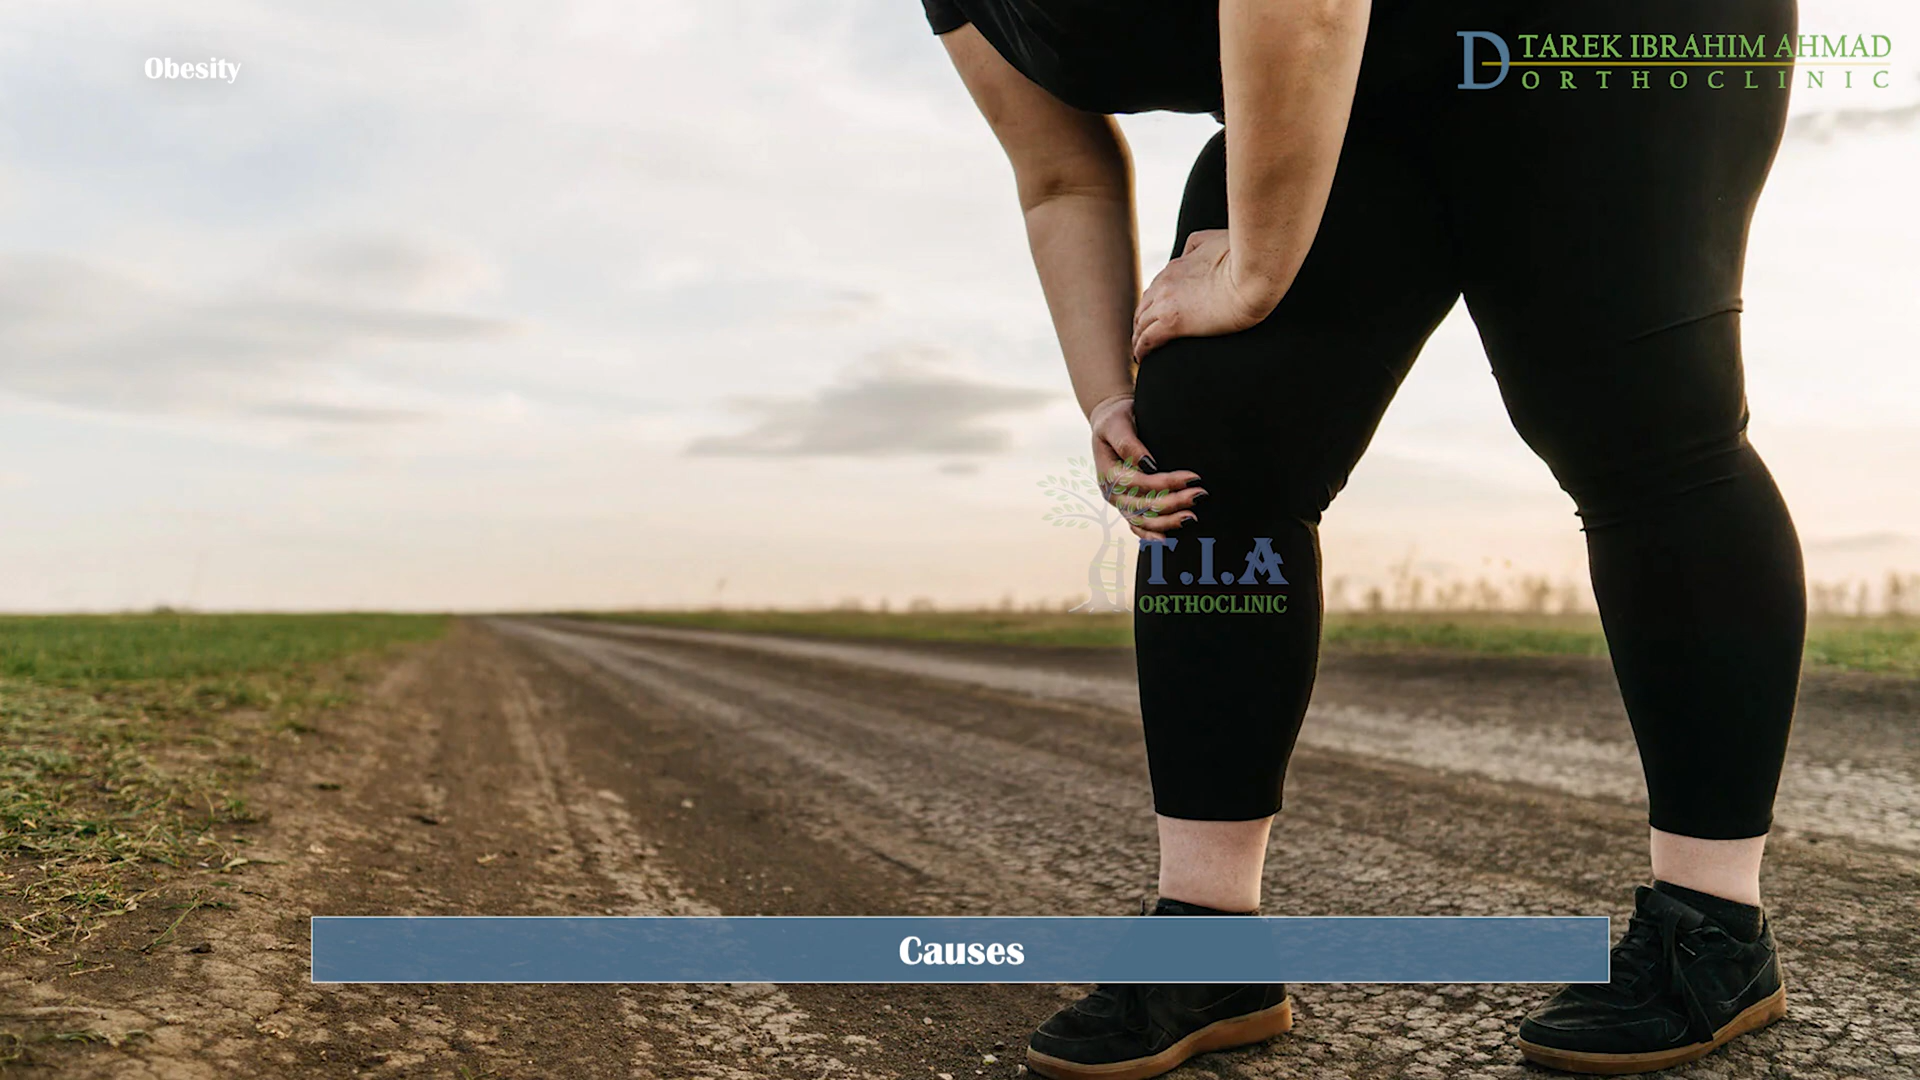 Obesity
D TAREK IBRAHIM AHMAD
ORTHOCLINIC
T.I.A
ORTHOCLINIC
Causes